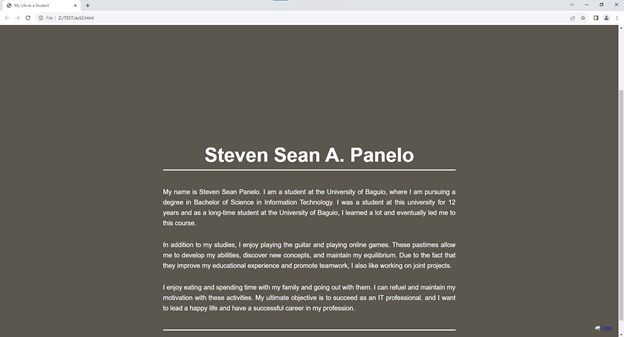 My Life as a Student
File | Z:/TEST/act2.html
Steven Sean A. Panelo
My name is Steven Sean Panelo. I am a student at the University of Baguio, where I am pursuing a
degree in Bachelor of Science in Information Technology. I was a student at this university for 12
years and as a long-time student at the University of Baguio, I learned a lot and eventually led me to
this course.
In addition to my studies, I enjoy playing the guitar and playing online games. These pastimes allow
me to develop my abilities, discover new concepts, and maintain my equilibrium. Due to the fact that
they improve my educational experience and promote teamwork, I also like working on joint projects.
I enjoy eating and spending time with my family and going out with them. I can refuel and maintain my
motivation with these activities. My ultimate objective is to succeed as an IT professional. and I want
to lead a happy life and have a successful career in my profession.